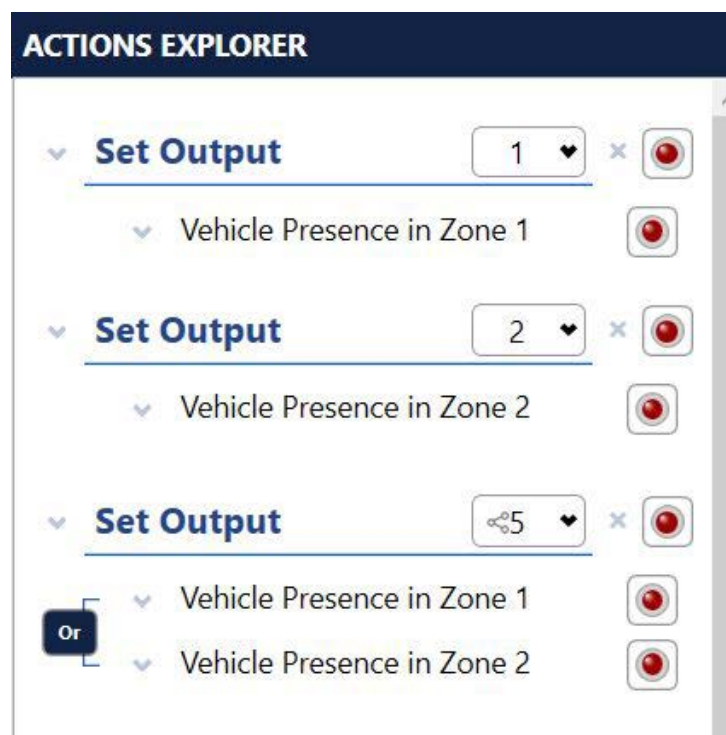 ACTIONS EXPLORER
Set Output 1
Vehicle Presence in Zone 1
Set Output 2
Vehicle Presence in Zone 2
Set Output 5
Vehicle Presence in Zone 1
Or
Vehicle Presence in Zone 2